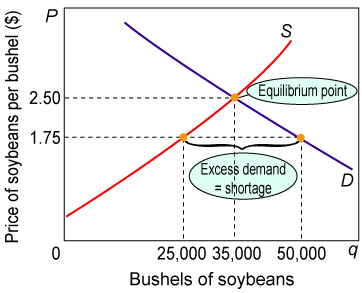 P
Price of soybeans per bushel ($)
S
Equilibrium point
2.50
1.75
Excess demand
= shortage
D
0
25,000 35,000 50,000
q
Bushels of soybeans